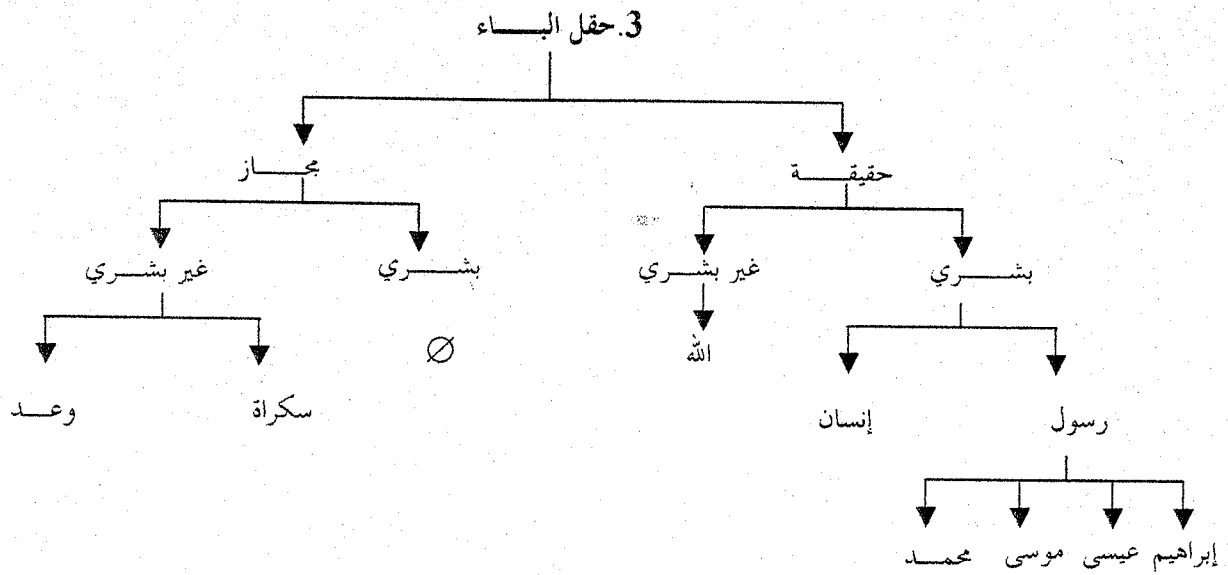 3. حقل البـــاء
حقيقـــة
مجـــاز
بشـــري
غير بشـــري
بشـــري
غير بشـــري
الله
∅
رسول
إنسان
سكراة
وعـــد
إبراهيم
عيسى
موسى
محمـــد